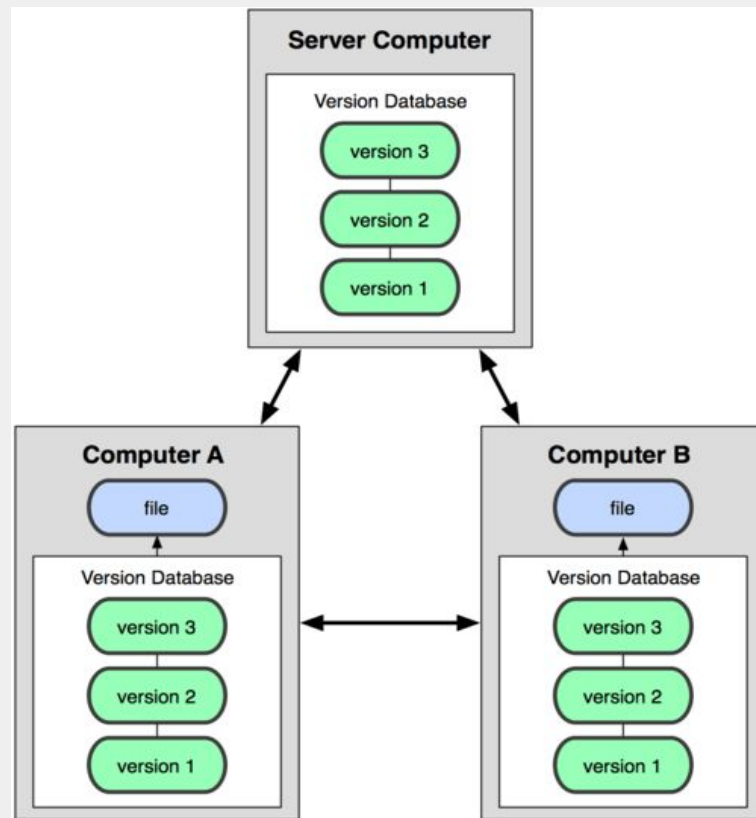 Server Computer
Version Database
version 3
version 2
version 1
Computer A
file
Version Database
version 3
version 2
version 1
Computer B
file
Version Database
version 3
version 2
version 1